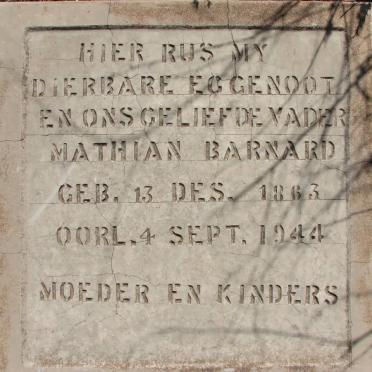 HIER RUS MY
DIERBARE EGGENOOT
EN ONS GELIEFDE VADER
MATHIAN BARNARD
GEB. 13 DES. 1863
OORL. 4 SEPT. 1944
MOEDER EN KINDERS